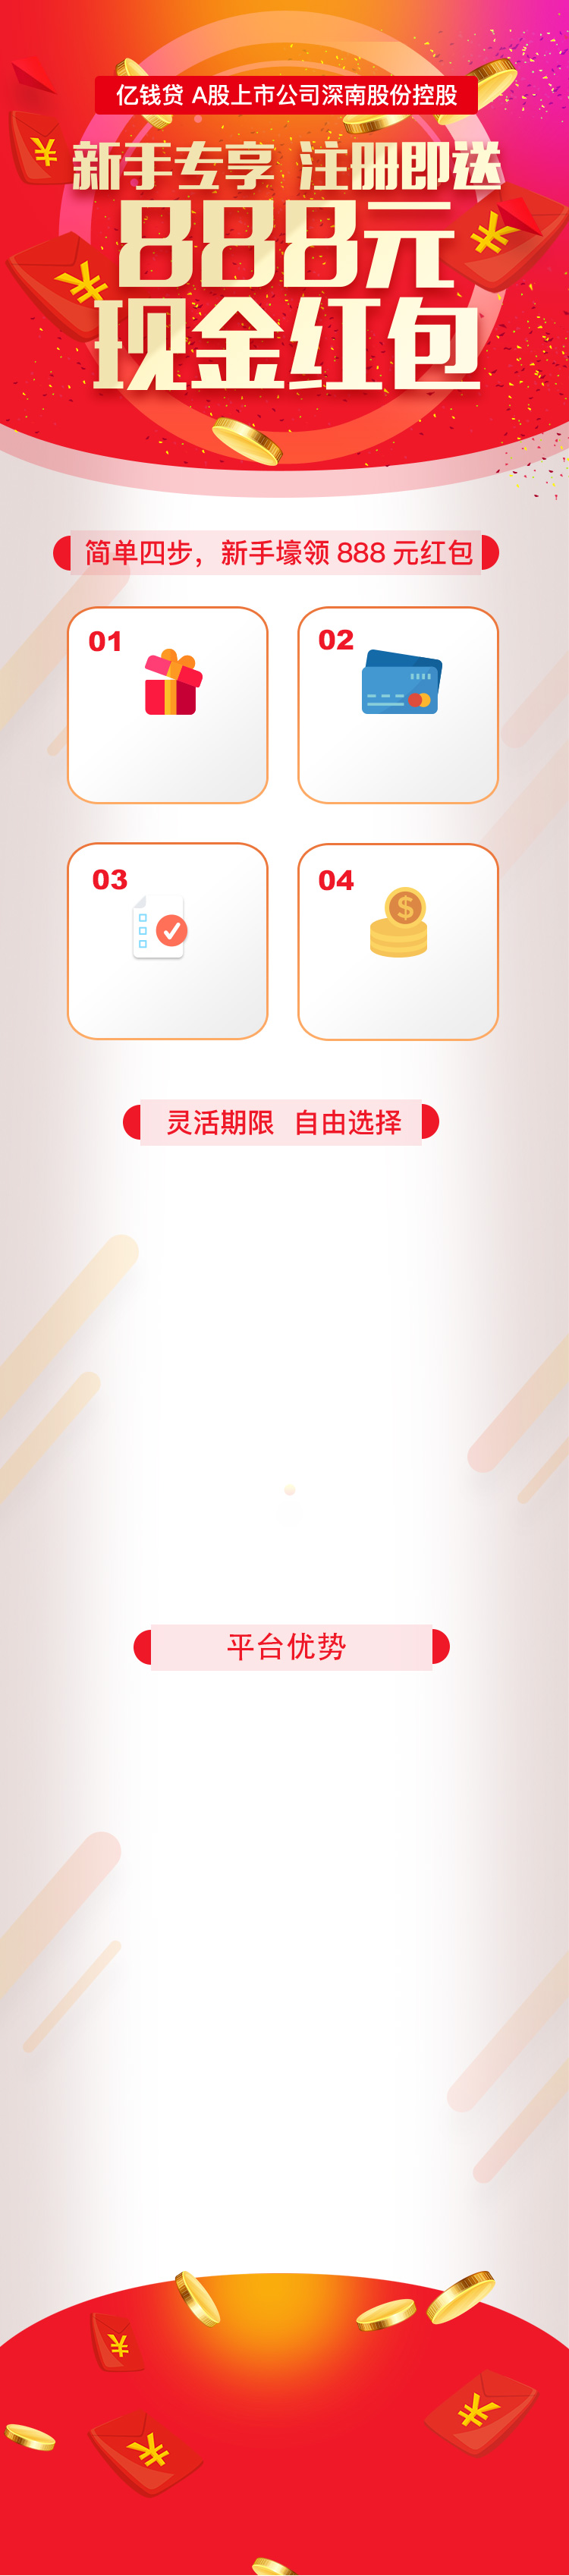 亿钱贷 A股上市公司深南股份控股
新手专享 注册即送
888元
现金红包
简单四步，新手壕领 888 元红包
01
02
03
04
灵活期限 自由选择
平台优势